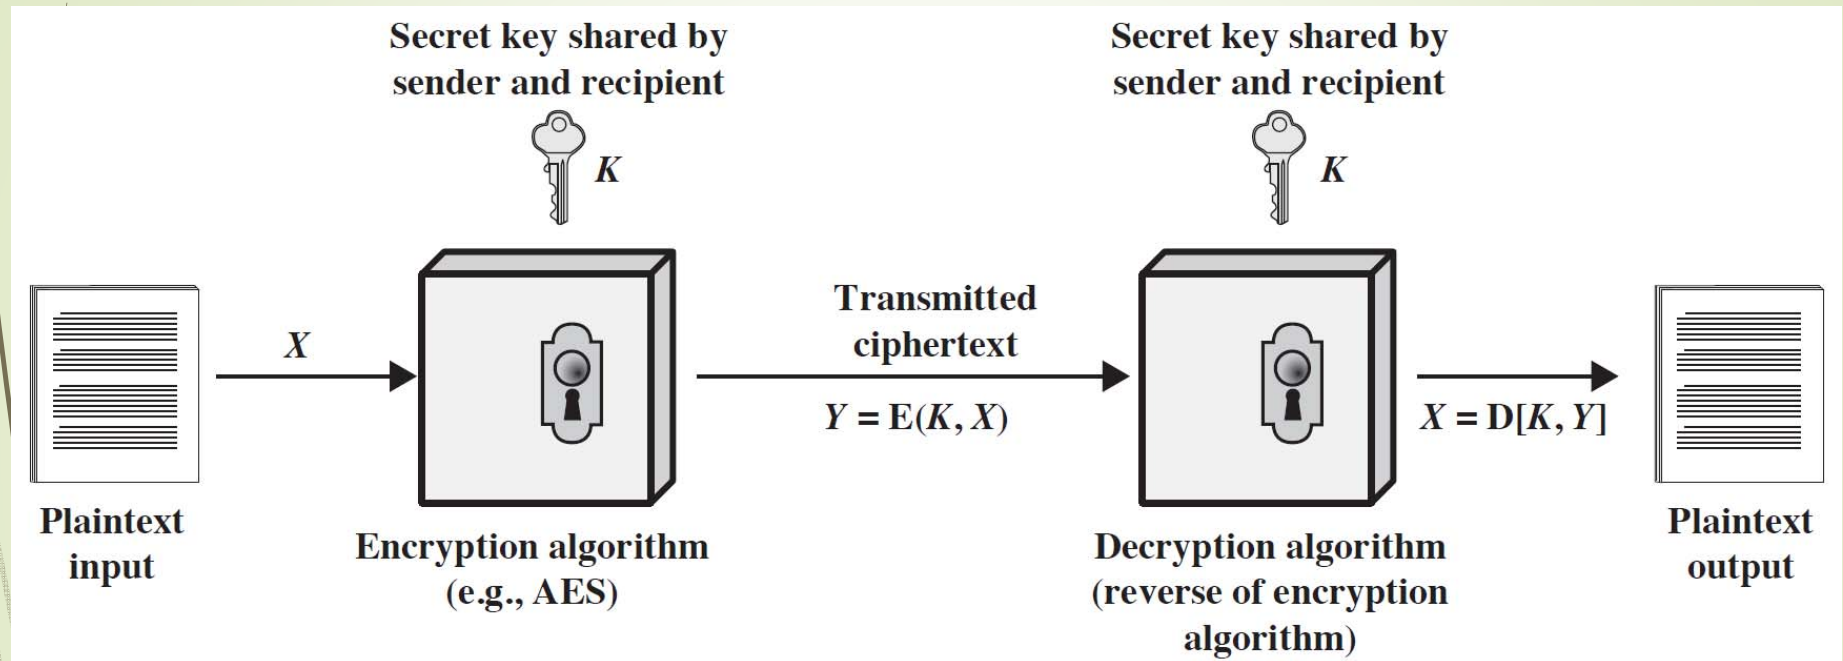 Secret key shared by
sender and recipient
K
Secret key shared by
sender and recipient
K
X
Transmitted
ciphertext
Y = E(K, X)
X = D[K, Y]
Plaintext
input
Encryption algorithm
(e.g., AES)
Decryption algorithm
(reverse of encryption
algorithm)
Plaintext
output